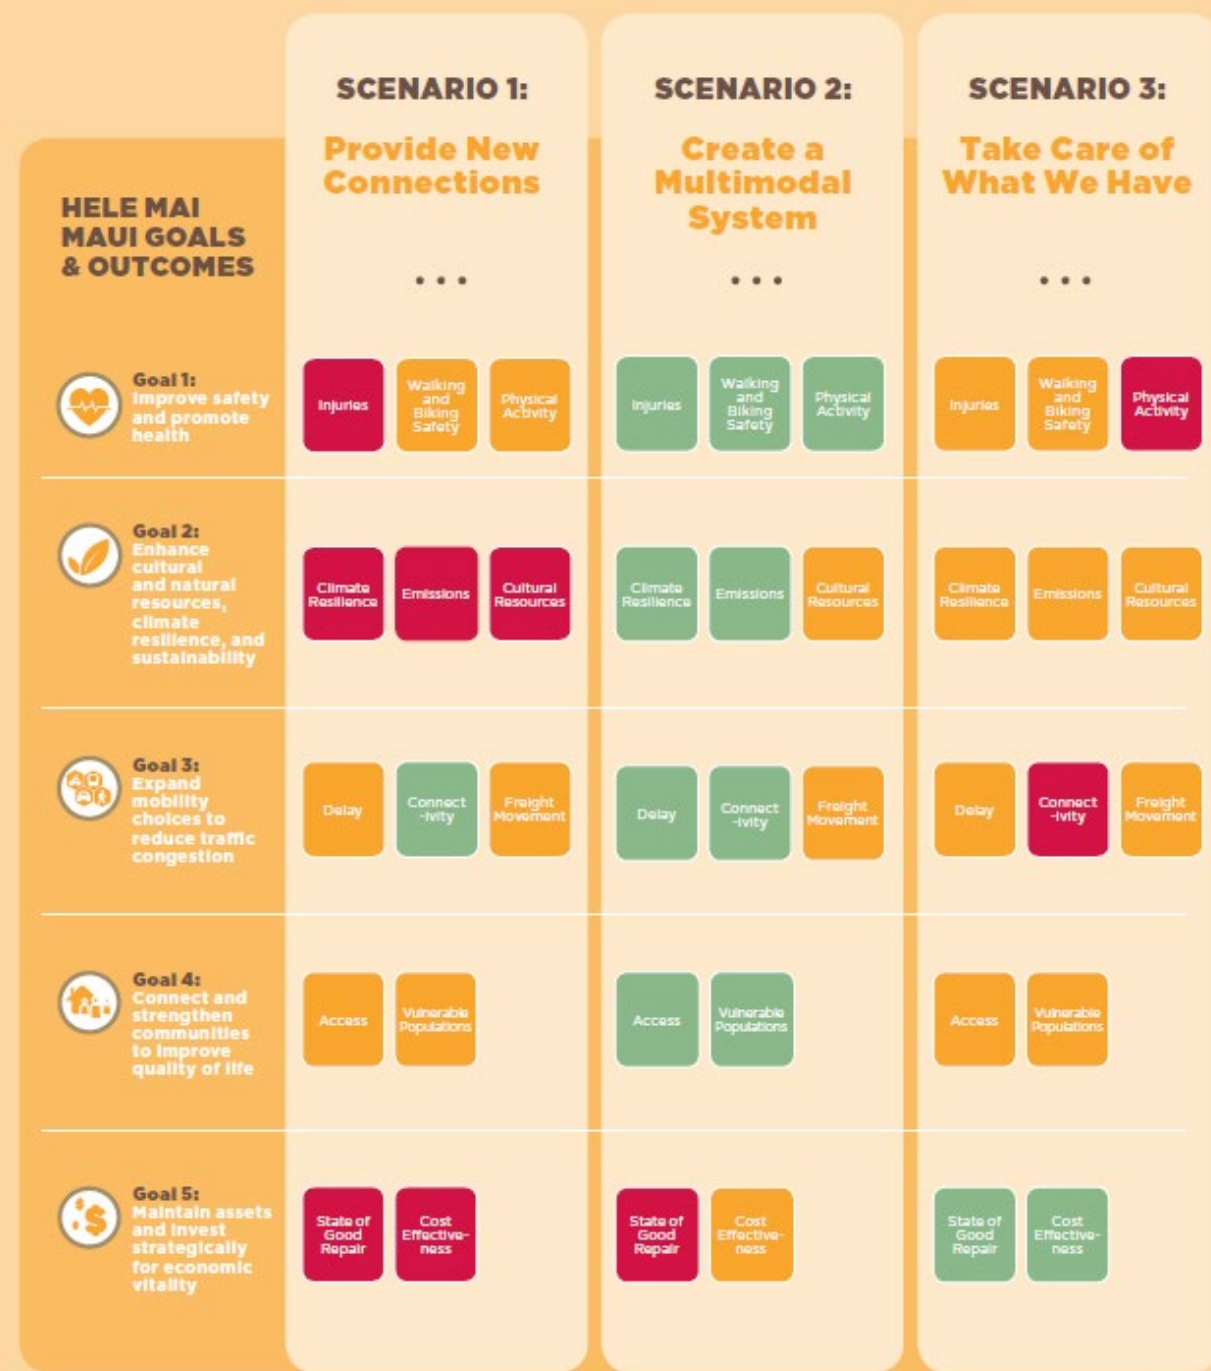 SCENARIO 1:
Provide New
Connections
...
SCENARIO 2:
Create a
Multimodal
System
...
SCENARIO 3:
Take Care of
What We Have
...
HELE MAI
MAUI GOALS
& OUTCOMES
Goal 1:
Improve safety
and promote
health
Injuries
Walking
and
Biking
Safety
Physical
Activity
Injuries
Walking
and
Biking
Safety
Physical
Activity
Injuries
Walking
and
Biking
Safety
Physical
Activity
Goal 2:
Enhance
cultural
and natural
resources,
climate
resilience, and
sustainability
Climate
Resilience
Emissions
Cultural
Resources
Climate
Resilience
Emissions
Cultural
Resources
Climate
Resilience
Emissions
Cultural
Resources
Goal 3:
Expand
mobility
choices to
reduce traffic
congestion
Delay
Connect
-ivity
Freight
Movement
Delay
Connect
-ivity
Freight
Movement
Delay
Connect
-ivity
Freight
Movement
Goal 4:
Connect and
strengthen
communities
to improve
quality of life
Access
Vulnerable
Populations
Access
Vulnerable
Populations
Access
Vulnerable
Populations
Goal 5:
Maintain assets
and invest
strategically
for economic
vitality
State of
Good
Repair
Cost
Effective-
ness
State of
Good
Repair
Cost
Effective-
ness
State of
Good
Repair
Cost
Effective-
ness